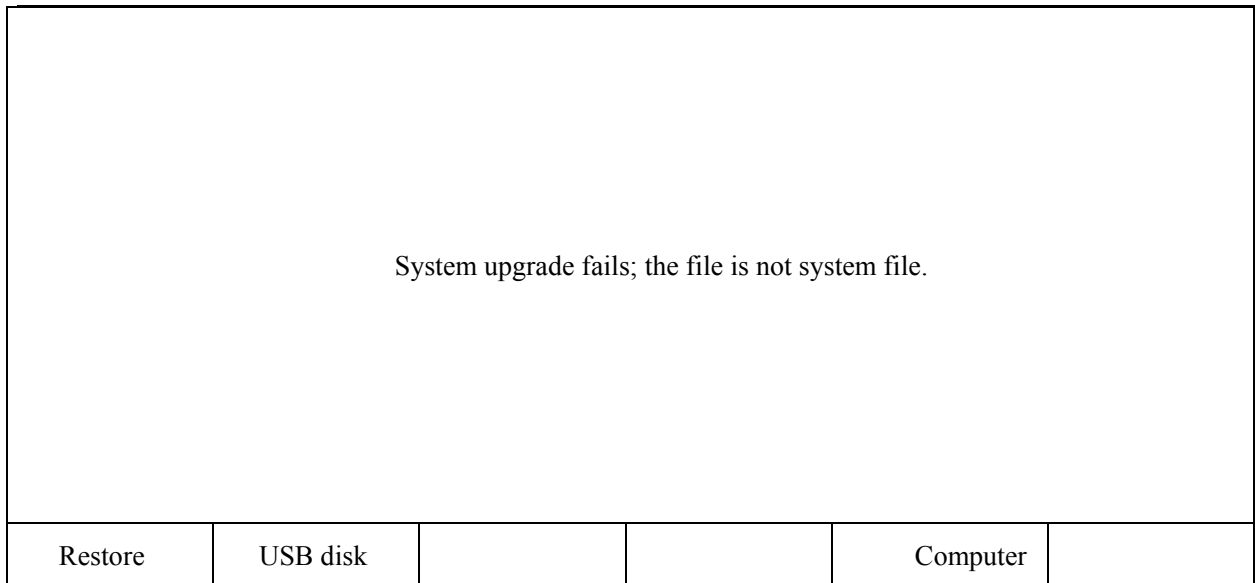 System upgrade fails; the file is not system file.
Restore USB disk Computer